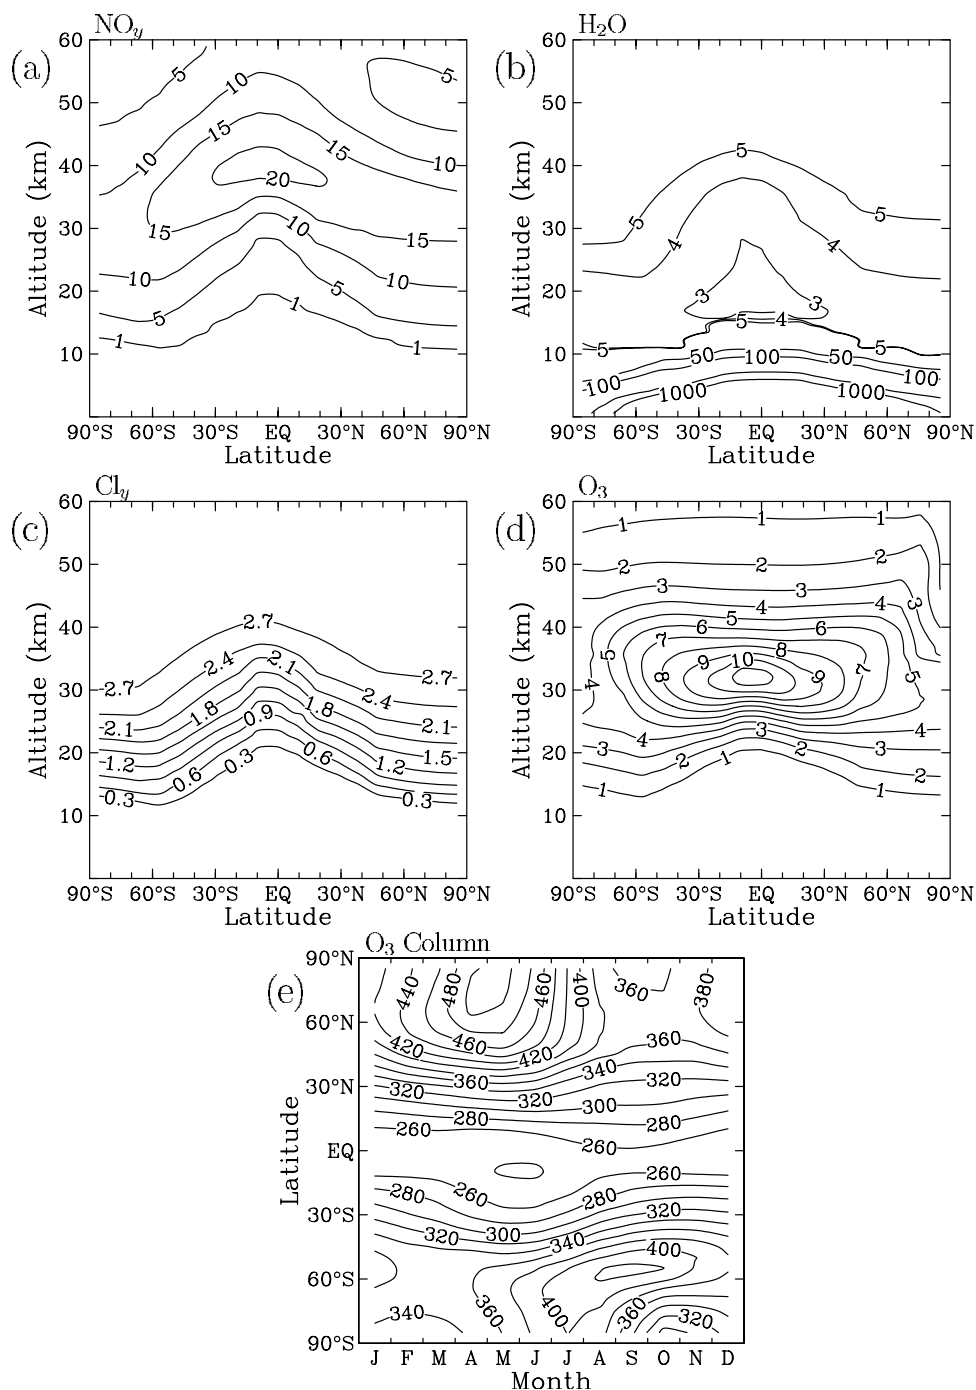 NOy
(a)
60
50
40
30
20
10
Altitude (km)
5
5
10
15
10
15
10
20
15
10
15
10
10
5
5
1
1
1
90°S 60°S 30°S EQ 30°N 60°N 90°N
Latitude
H2O
(b)
60
50
40
30
20
10
Altitude (km)
5
5
5
4
4
3
3
5 4
5
5
50 100 50
100
100
1000
1000
90°S 60°S 30°S EQ 30°N 60°N 90°N
Latitude
Cly
(c)
60
50
40
30
20
10
Altitude (km)
2.7
2.4
2.1
2.7
2.7
2.4
1.8
1.8
2.1
2.1
0.9
1.5
1.2
0.6
0.3
0.6
1.2
0.3
0.3
90°S 60°S 30°S EQ 30°N 60°N 90°N
Latitude
O3
(d)
60
50
40
30
20
10
Altitude (km)
1 1 1
2 2 2
3 3 3
4 4
5 6 6
7 8 7
5 9 10 9 5
4 8
4 3 4
3 2 2 3
1 2
1 1
90°S 60°S 30°S EQ 30°N 60°N 90°N
Latitude
O3 Column
(e)
90°N
60°N
30°N
EQ
30°S
60°S
90°S
Latitude
440 480 460 400 360 380
420 460 420 360
340
320 360 320 320
300
260 280 280
260
280 260 280 260
320 300 340 320
400
340 360 400 360 320
J F M A M J J A S O N D
Month